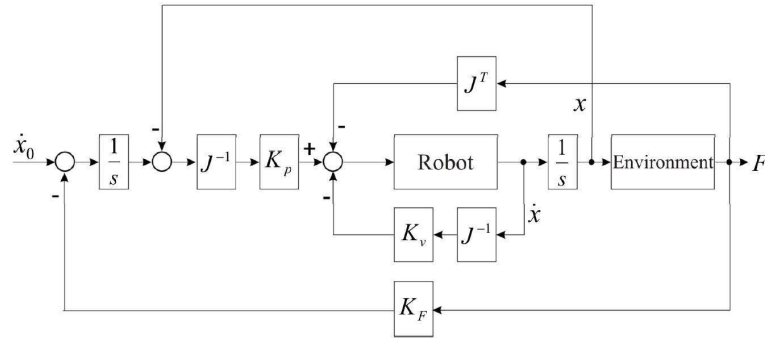 J^T
x
-
-
ẋ₀
1/s
J^{-1}
K_p
+
Robot
1/s
Environment
F
-
-
K_v
J^{-1}
ẋ
K_F